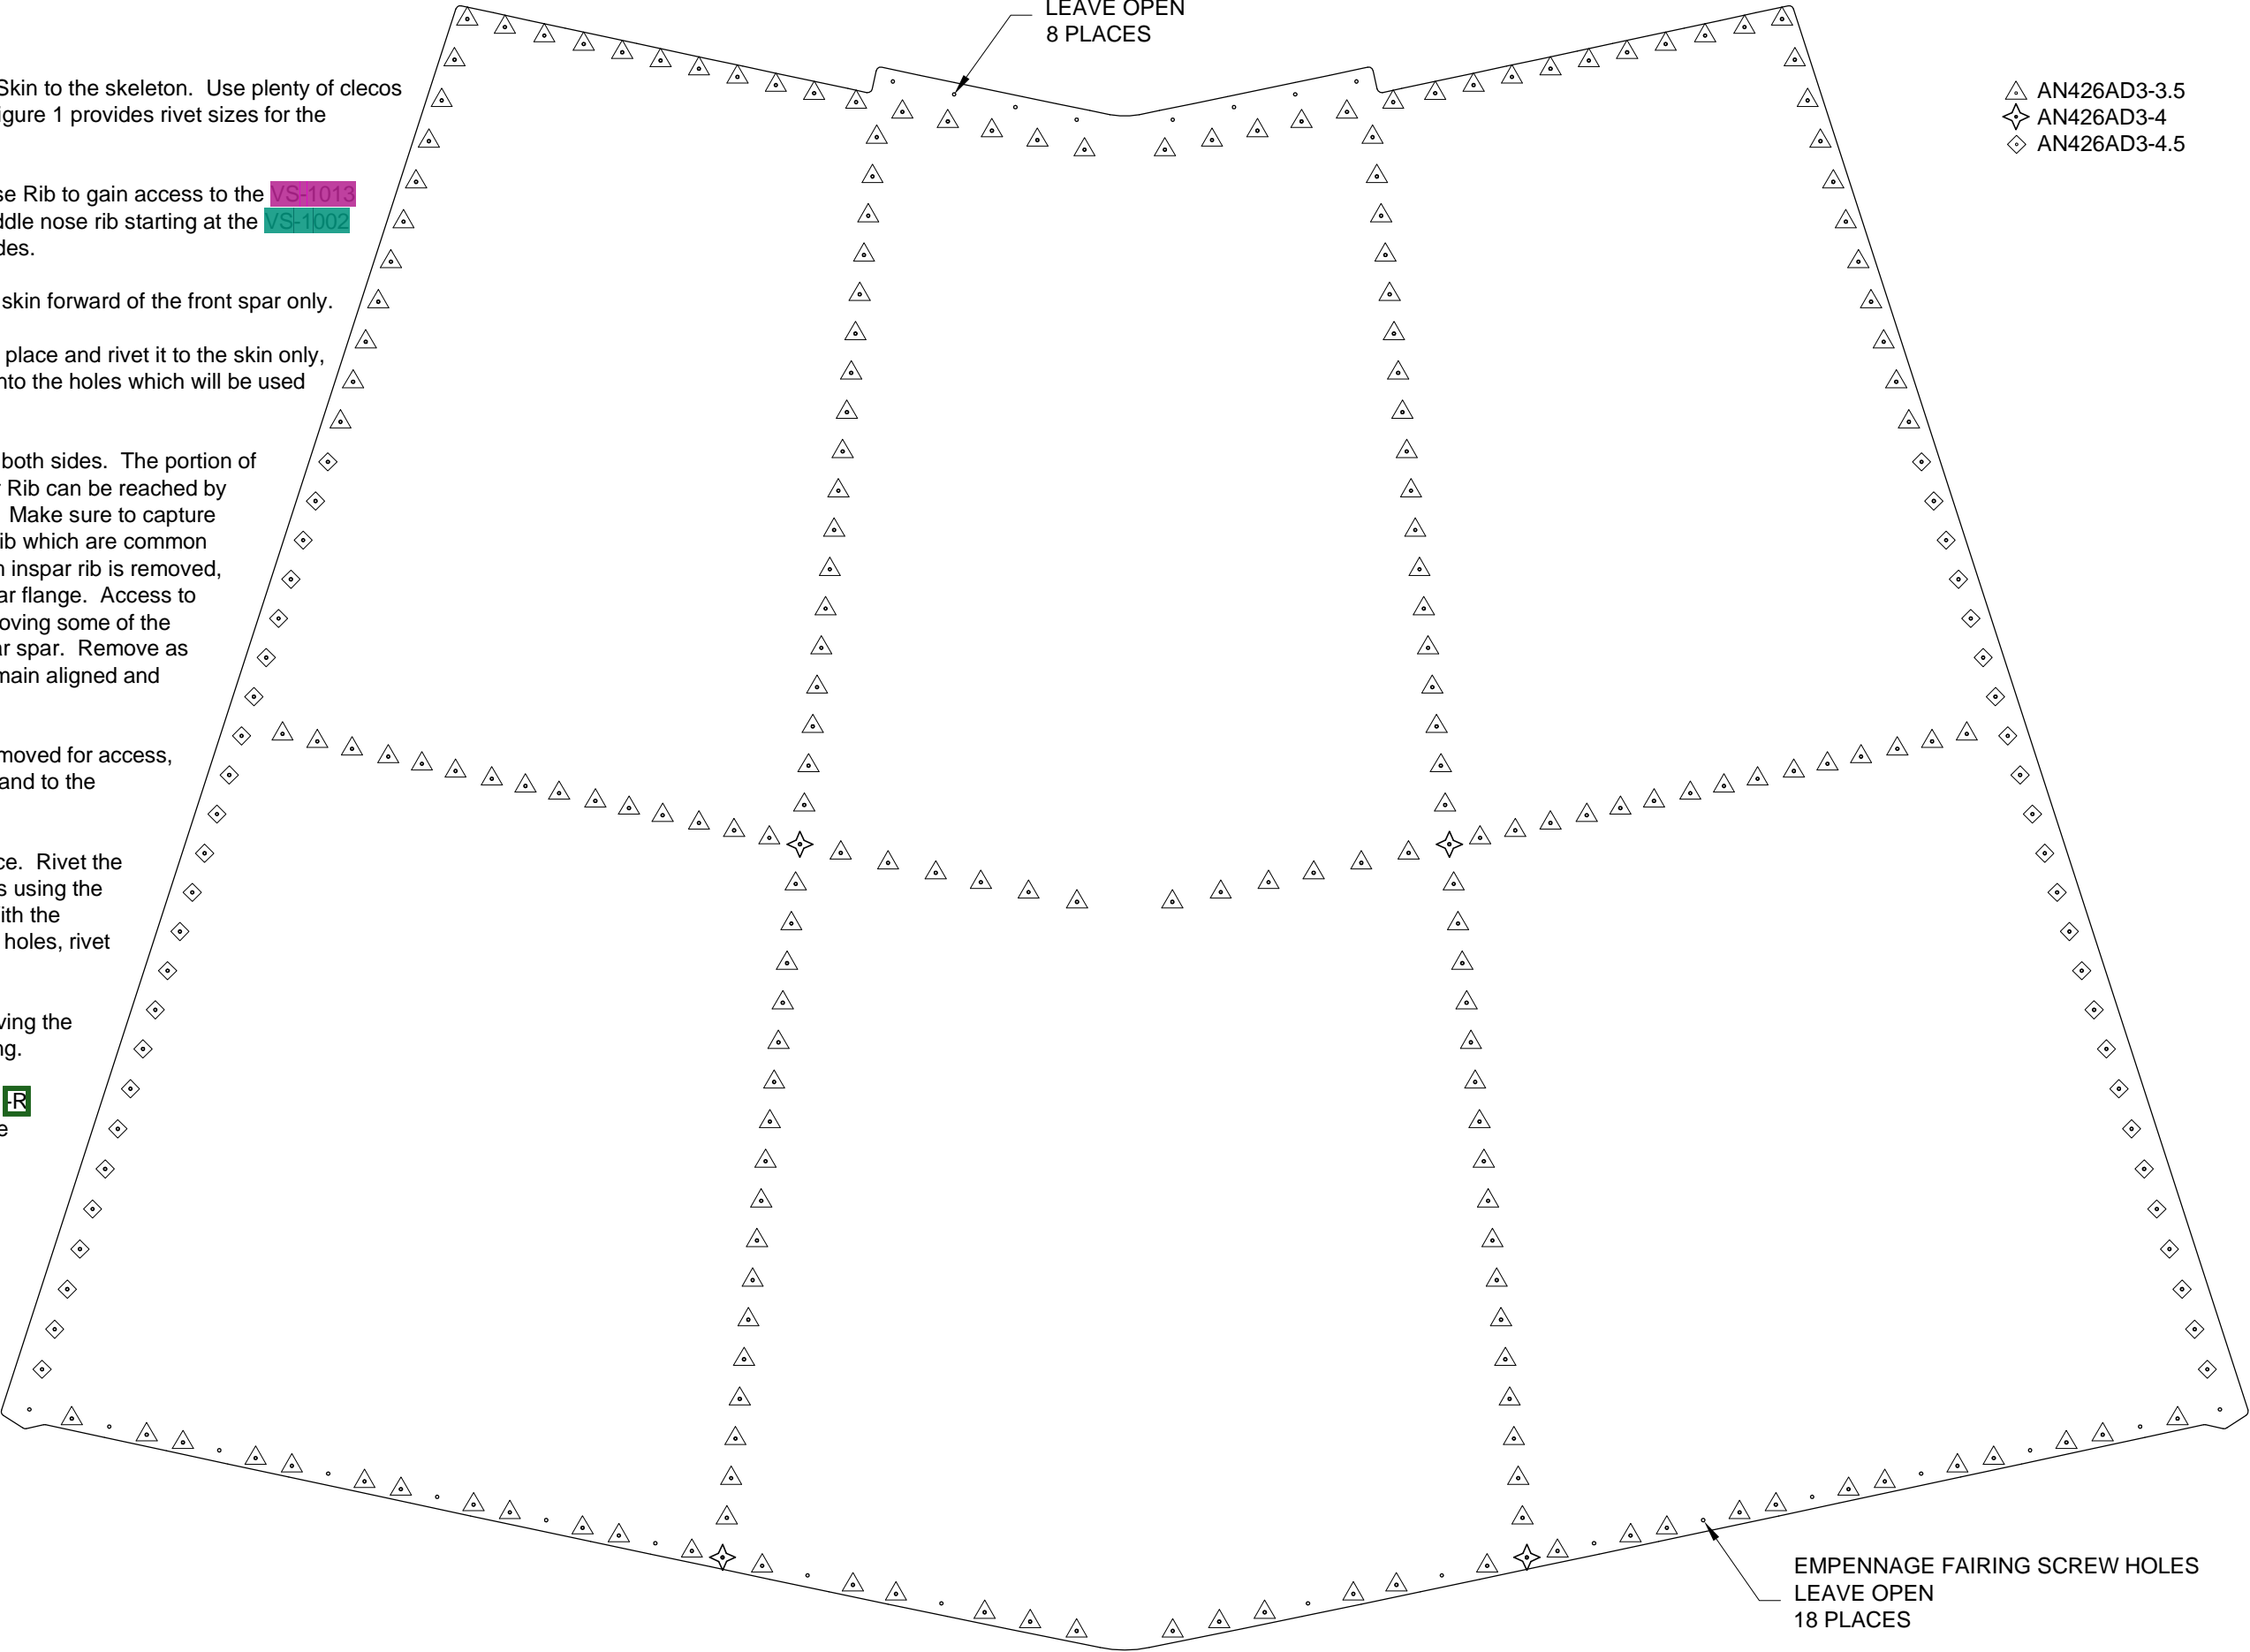 LEAVE OPEN
8 PLACES
Skin to the skeleton. Use plenty of clecos
igure 1 provides rivet sizes for the
AN426AD3-3.5
AN426AD3-4
AN426AD3-4.5
se Rib to gain access to the VS-1013
ddle nose rib starting at the VS-1002
des.
skin forward of the front spar only.
place and rivet it to the skin only,
nto the holes which will be used
both sides. The portion of
r Rib can be reached by
Make sure to capture
ib which are common
n inspar rib is removed,
ar flange. Access to
oving some of the
ar spar. Remove as
main aligned and
moved for access,
and to the
ce. Rivet the
s using the
ith the
holes, rivet
ving the
ng.
-R
e
EMPENNAGE FAIRING SCREW HOLES
LEAVE OPEN
18 PLACES